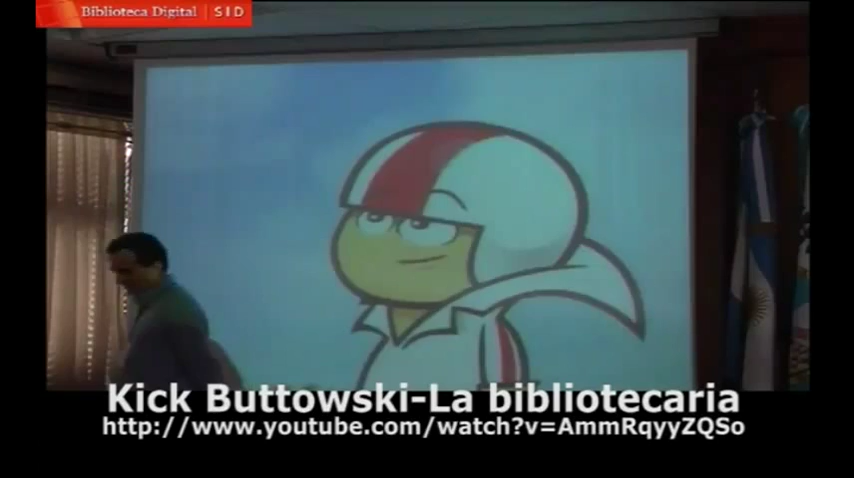 Biblioteca Digital | SID
Kick Buttowski-La bibliotecaria
http://www.youtube.com/watch?v=AmmRqyyZQSo